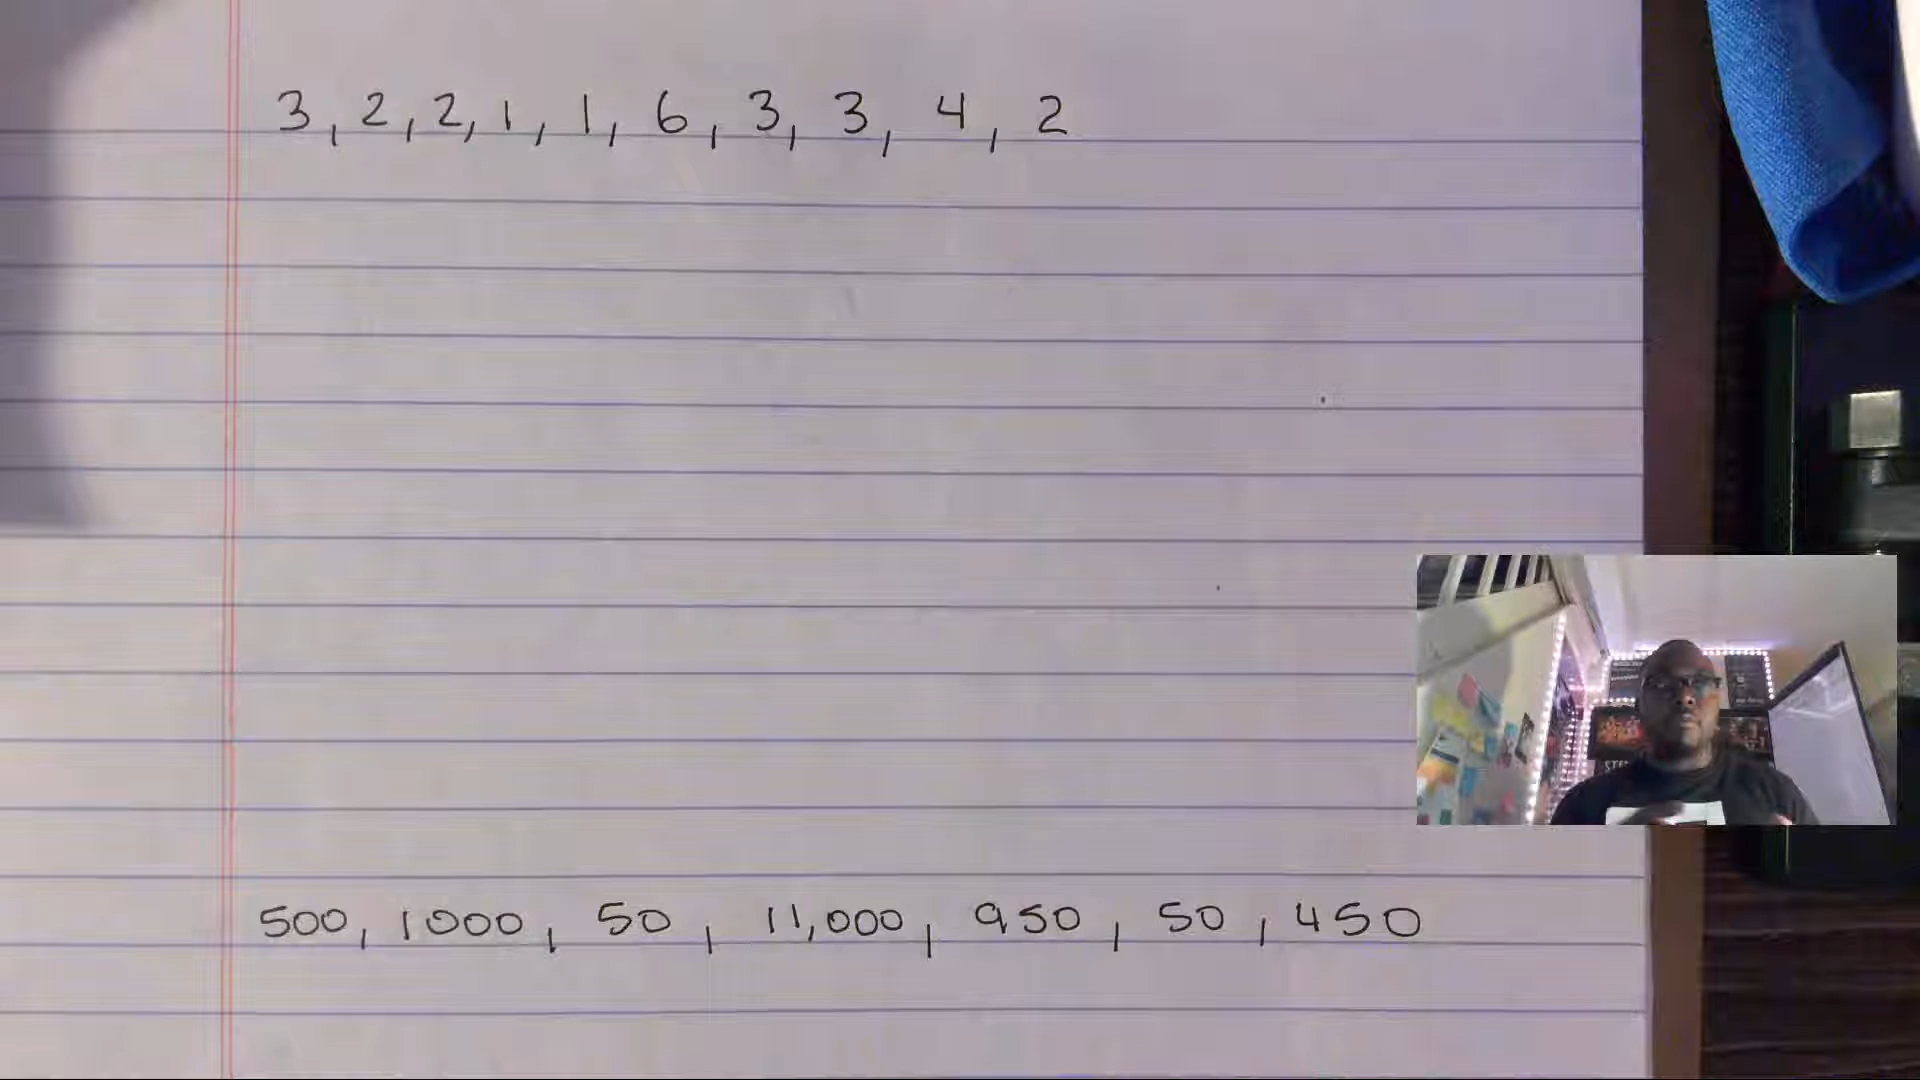 3, 2, 2, 1, 1, 6, 3, 3, 4, 2
500, 1000, 50, 11,000, 950, 50, 450